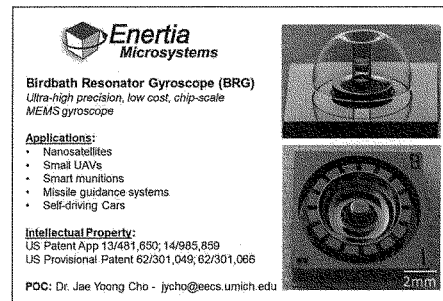 Enertia
Microsystems
Birdbath Resonator Gyroscope (BRG)
Ultra-high precision, low cost, chip-scale
MEMS gyroscope
Applications:
• Nanosatellites
• Small UAVs
• Smart munitions
• Missile guidance systems
• Self-driving Cars
Intellectual Property:
US Patent App 13/481,650; 14/985,859
US Provisional Patent 62/301,049; 62/301,066
POC: Dr. Jae Yoong Cho - jycho@eecs.umich.edu
2mm